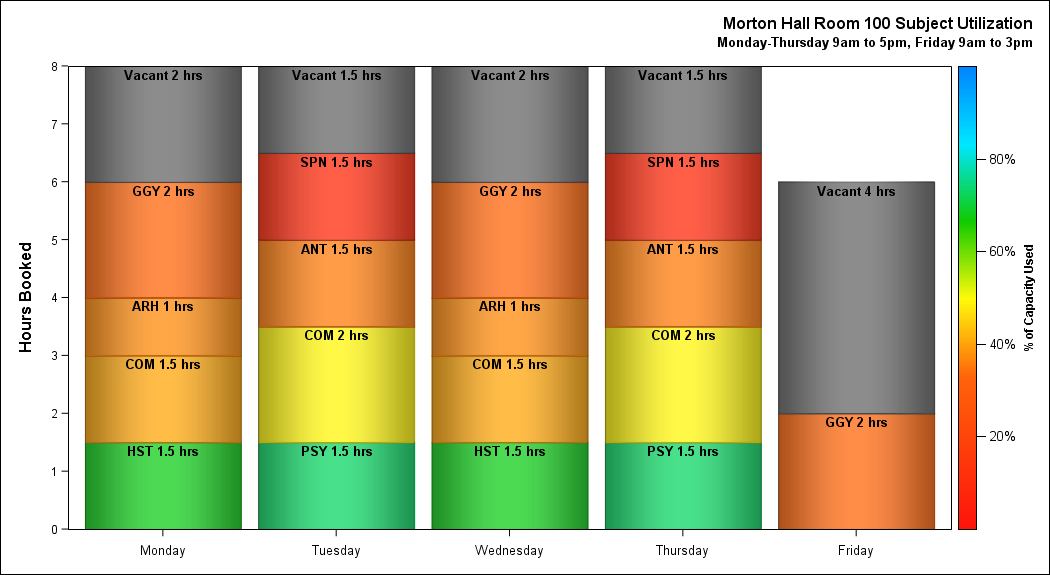 Morton Hall Room 100 Subject Utilization
Monday-Thursday 9am to 5pm, Friday 9am to 3pm
Hours Booked
8
7
6
5
4
3
2
1
0
Vacant 2 hrs
GGY 2 hrs
ARH 1 hrs
COM 1.5 hrs
HST 1.5 hrs
Vacant 1.5 hrs
SPN 1.5 hrs
ANT 1.5 hrs
COM 2 hrs
PSY 1.5 hrs
Vacant 2 hrs
GGY 2 hrs
ARH 1 hrs
COM 1.5 hrs
HST 1.5 hrs
Vacant 1.5 hrs
SPN 1.5 hrs
ANT 1.5 hrs
COM 2 hrs
PSY 1.5 hrs
Vacant 4 hrs
GGY 2 hrs
Monday Tuesday Wednesday Thursday Friday
80%
60%
40%
20%
% of Capacity Used